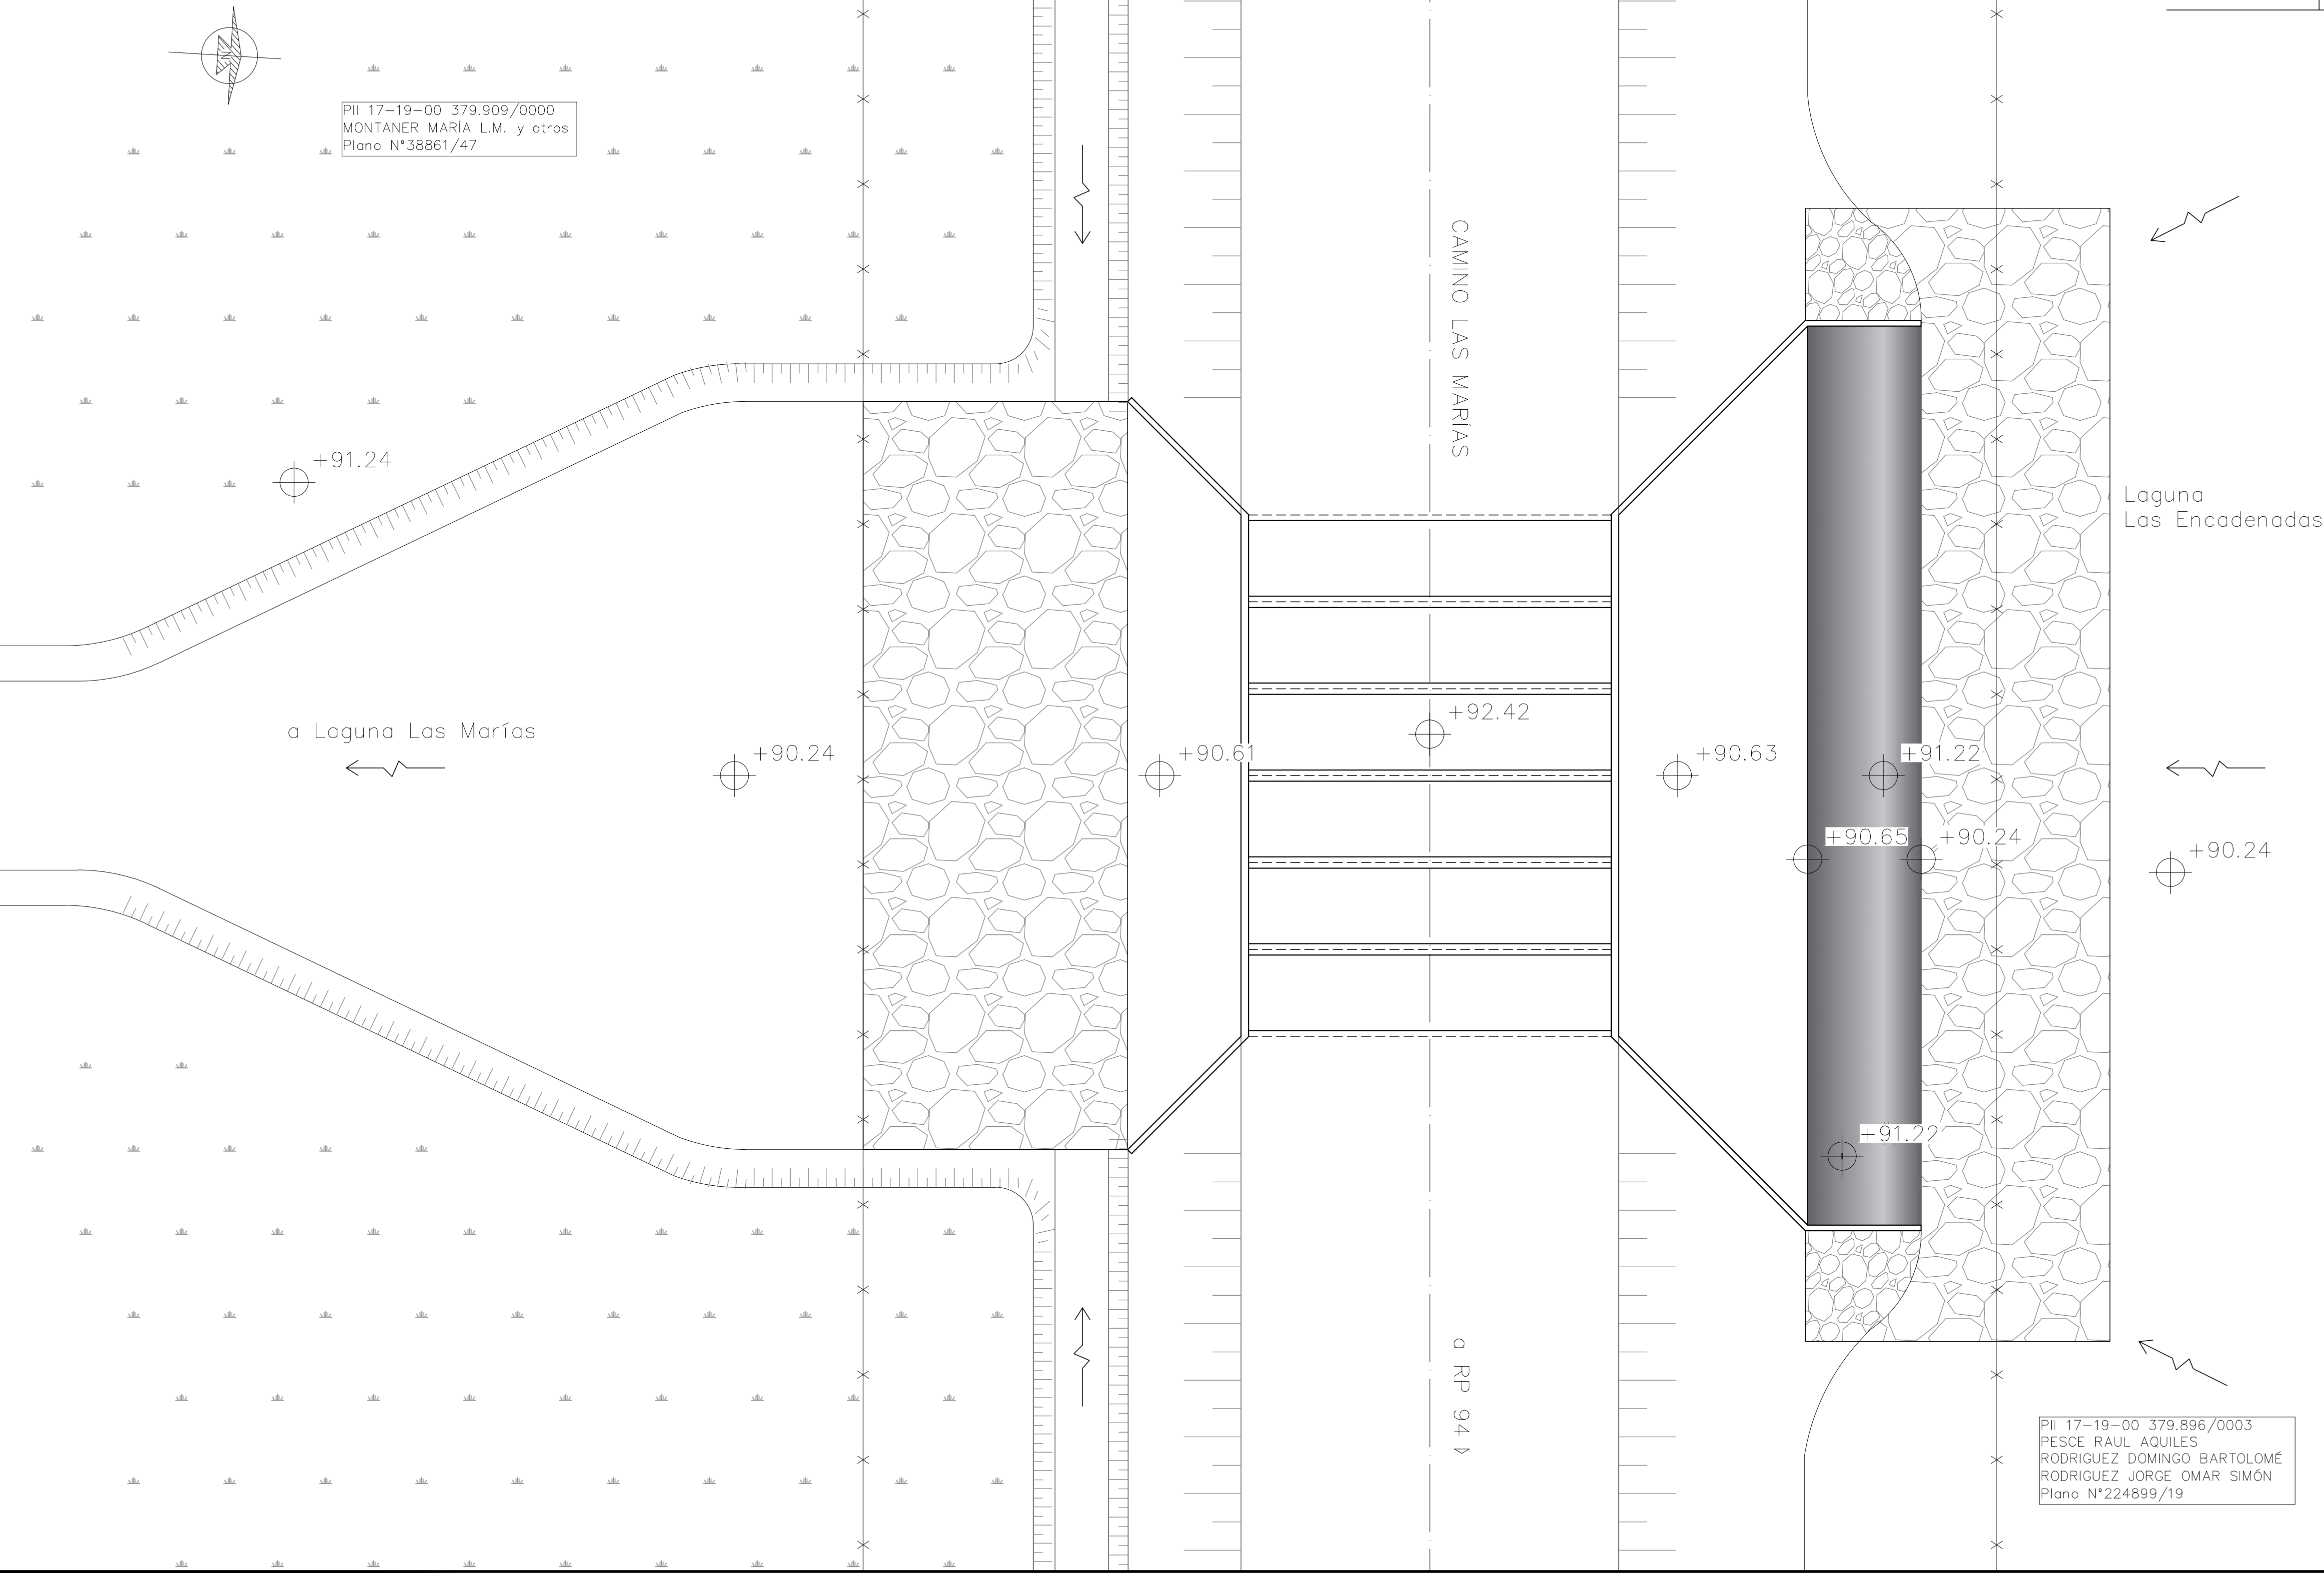 N
PII 17-19-00 379.909/0000
MONTANER MARÍA L.M. y otros
Plano N°38861/47
CAMINO LAS MARÍAS
+91.24
Laguna
Las Encadenadas
a Laguna Las Marías
+90.24
+90.61
+92.42
+90.63
+91.22
+90.65
+90.24
+90.24
+91.22
a RP 94
PII 17-19-00 379.896/0003
PESCE RAUL AQUILES
RODRIGUEZ DOMINGO BARTOLOMÉ
RODRIGUEZ JORGE OMAR SIMÓN
Plano N°224899/19